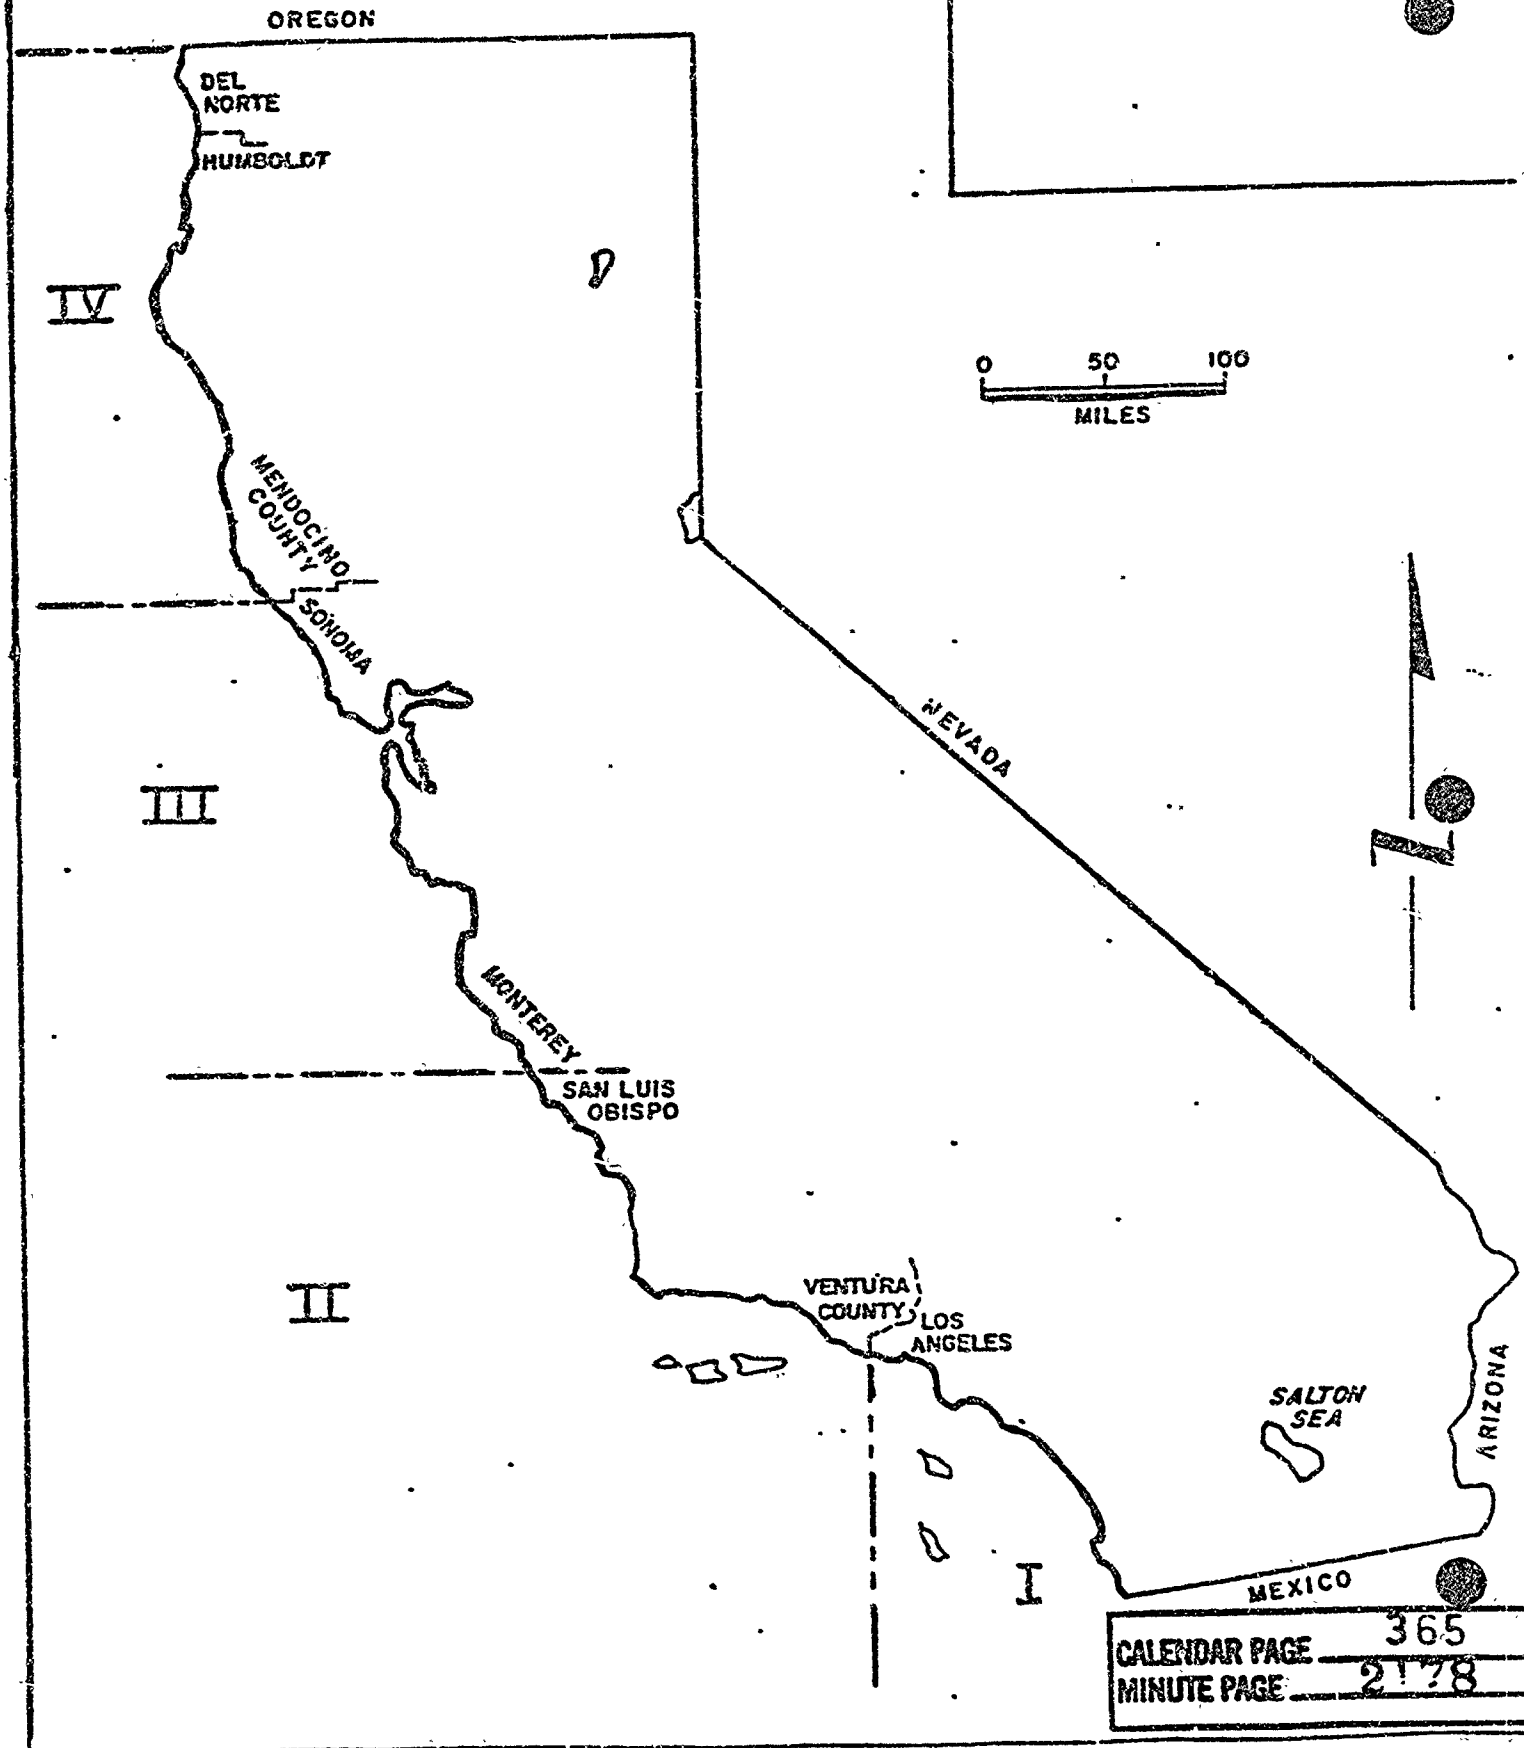 OREGON
DEL
NORTE
HUMBOLDT
IV
0 50 100
MILES
MENDOCINO
COUNTY
SONOMA
NEVADA
III
N
MONTEREY
SAN LUIS
OBISPO
II
VENTURA
COUNTY
LOS
ANGELES
SALTON
SEA
ARIZONA
I
MEXICO
CALENDAR PAGE 365
MINUTE PAGE